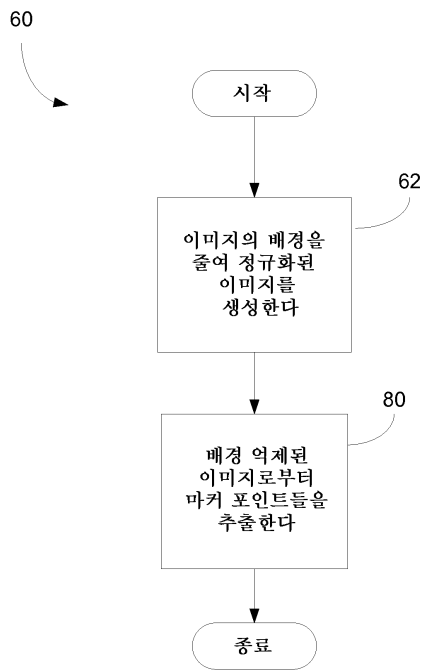 60
시작
62
이미지의 배경을
줄여 정규화된
이미지를
생성한다
80
배경 억제된
이미지로부터
마커 포인트들을
추출한다
종료